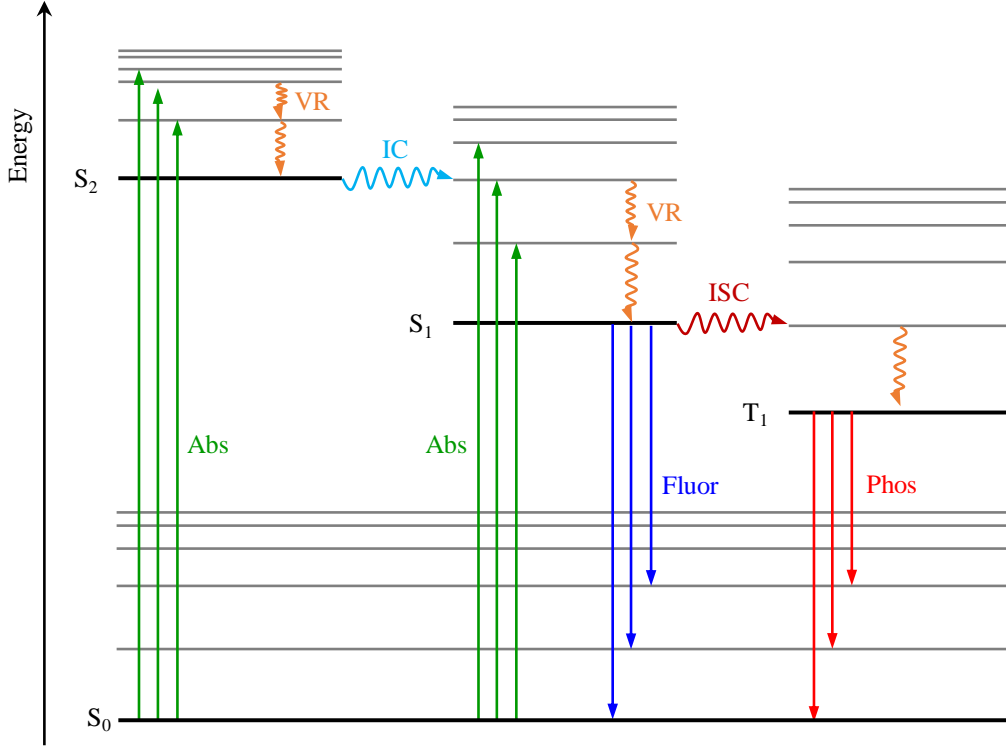 Energy
VR
IC
S₂
VR
ISC
S₁
T₁
Abs
Abs
Fluor
Phos
S₀